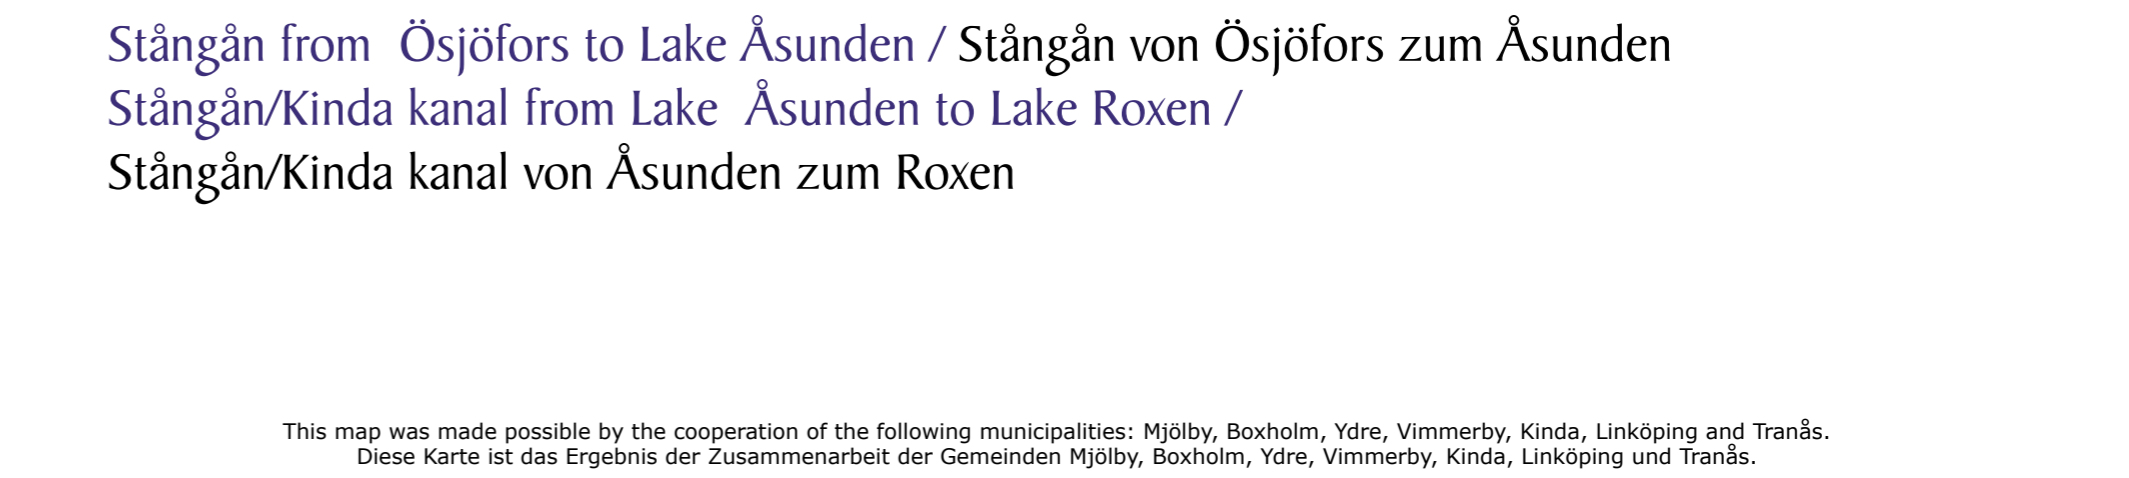 Stångån from  Ösjöfors to Lake Åsunden / Stångån von Ösjöfors zum Åsunden
Stångån/Kinda kanal from Lake  Åsunden to Lake Roxen /
Stångån/Kinda kanal von Åsunden zum Roxen
This map was made possible by the cooperation of the following municipalities: Mjölby, Boxholm, Ydre, Vimmerby, Kinda, Linköping and Tranås.
Diese Karte ist das Ergebnis der Zusammenarbeit der Gemeinden Mjölby, Boxholm, Ydre, Vimmerby, Kinda, Linköping und Tranås.